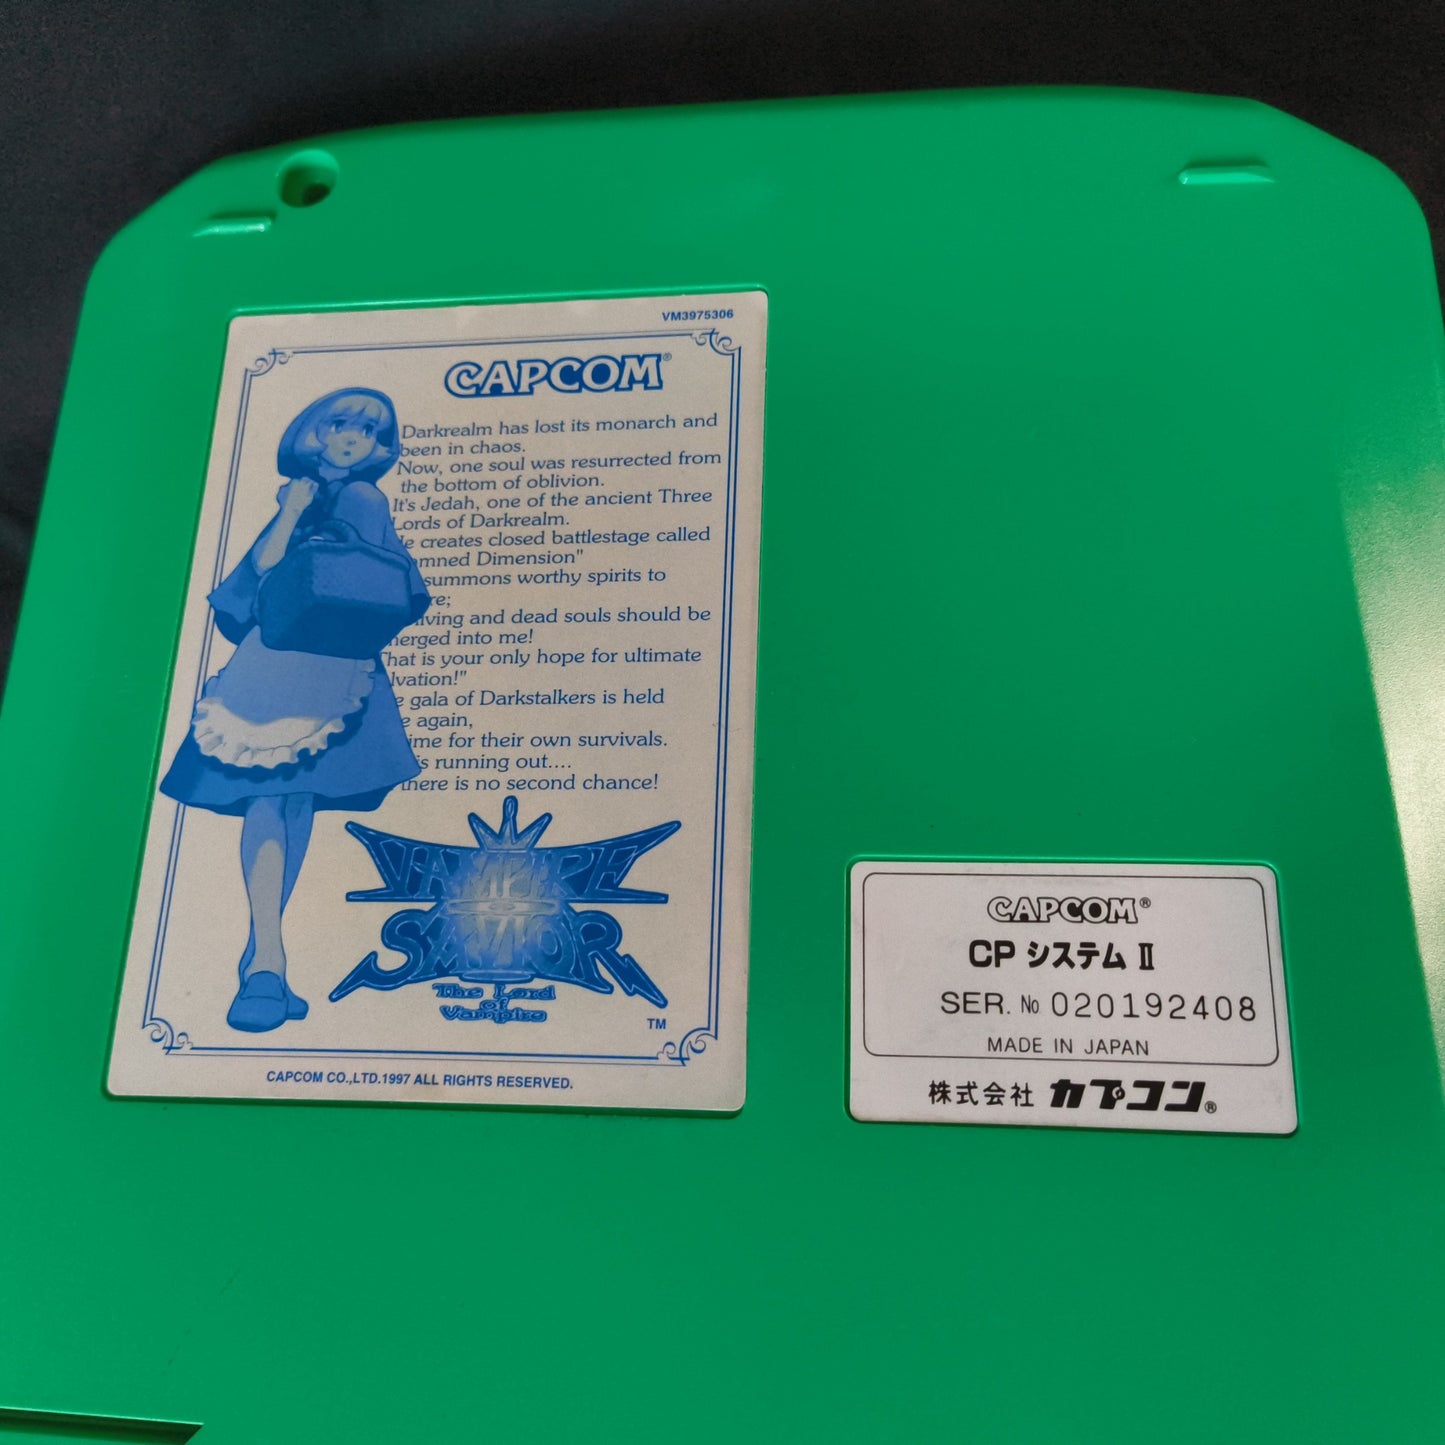 VM3975306
CAPCOM®
Darkrealm has lost its monarch and
been in chaos.
Now, one soul was resurrected from
the bottom of oblivion.
It's Jedah, one of the ancient Three
Lords of Darkrealm.
creates closed battlestage called
Dimension"
summons worthy spirits to
and dead souls should be
merged into me!
That is your only hope for ultimate
gala of Darkstalkers is held
again,
time for their own survivals.
is running out....
there is no second chance!
VAMPIRE
SAVIOR
The Lord
of
Vampire
TM
CAPCOM CO.,LTD.1997 ALL RIGHTS RESERVED.
CAPCOM®
CP システム II
SER. No 020192408
MADE IN JAPAN
株式会社 カプコン®